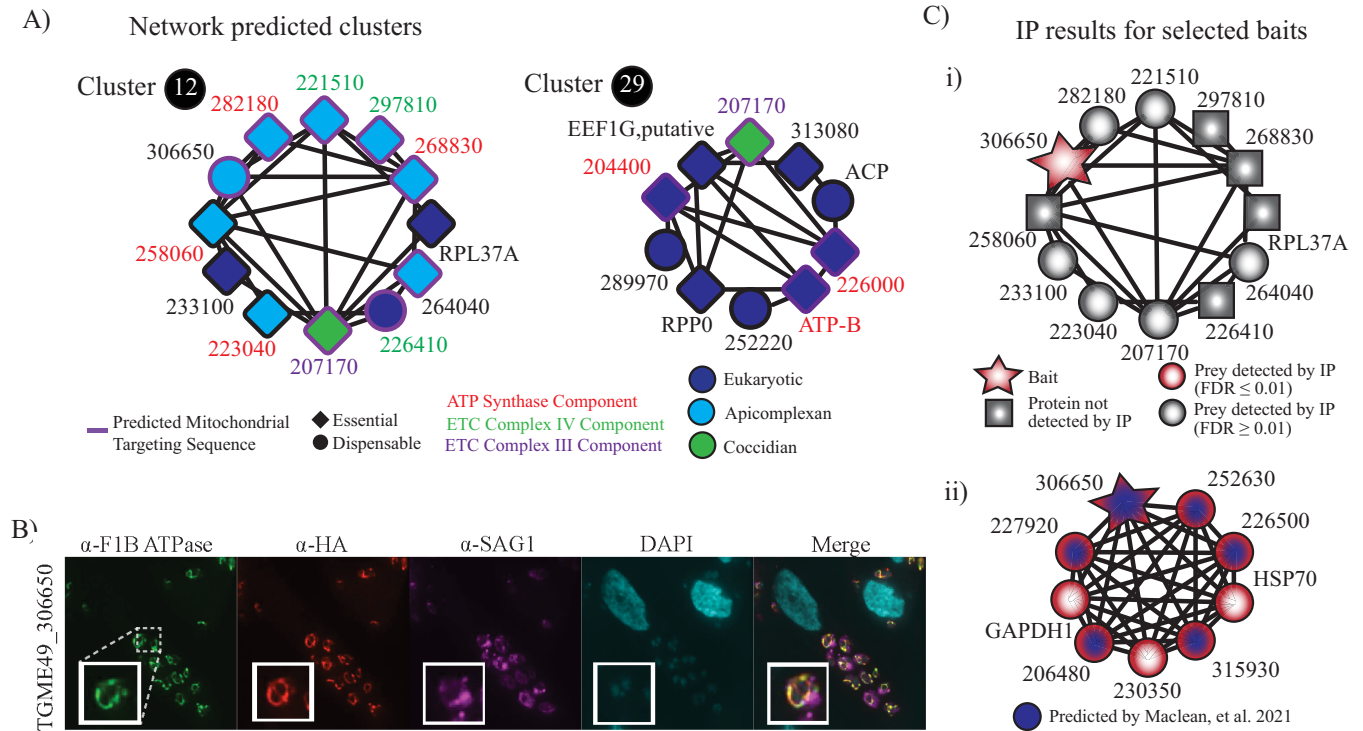 A)
Network predicted clusters
Cluster 12
221510
282180
297810
306650
268830
258060
RPL37A
233100
264040
223040
226410
207170
Cluster 29
207170
EEF1G,putative
313080
204400
ACP
289970
226000
RPP0
ATP-B
252220
Predicted Mitochondrial
Targeting Sequence
Essential
Dispensable
ATP Synthase Component
ETC Complex IV Component
ETC Complex III Component
Eukaryotic
Apicomplexan
Coccidian
B)
α-F1B ATPase
α-HA
α-SAG1
DAPI
Merge
TGME49_306650
C)
IP results for selected baits
i)
221510
282180
297810
306650
268830
258060
RPL37A
233100
264040
223040
226410
207170
Bait
Protein not
detected by IP
Prey detected by IP
(FDR ≤ 0.01)
Prey detected by IP
(FDR ≥ 0.01)
ii)
306650
252630
227920
226500
HSP70
GAPDH1
206480
315930
230350
Predicted by Maclean, et al. 2021